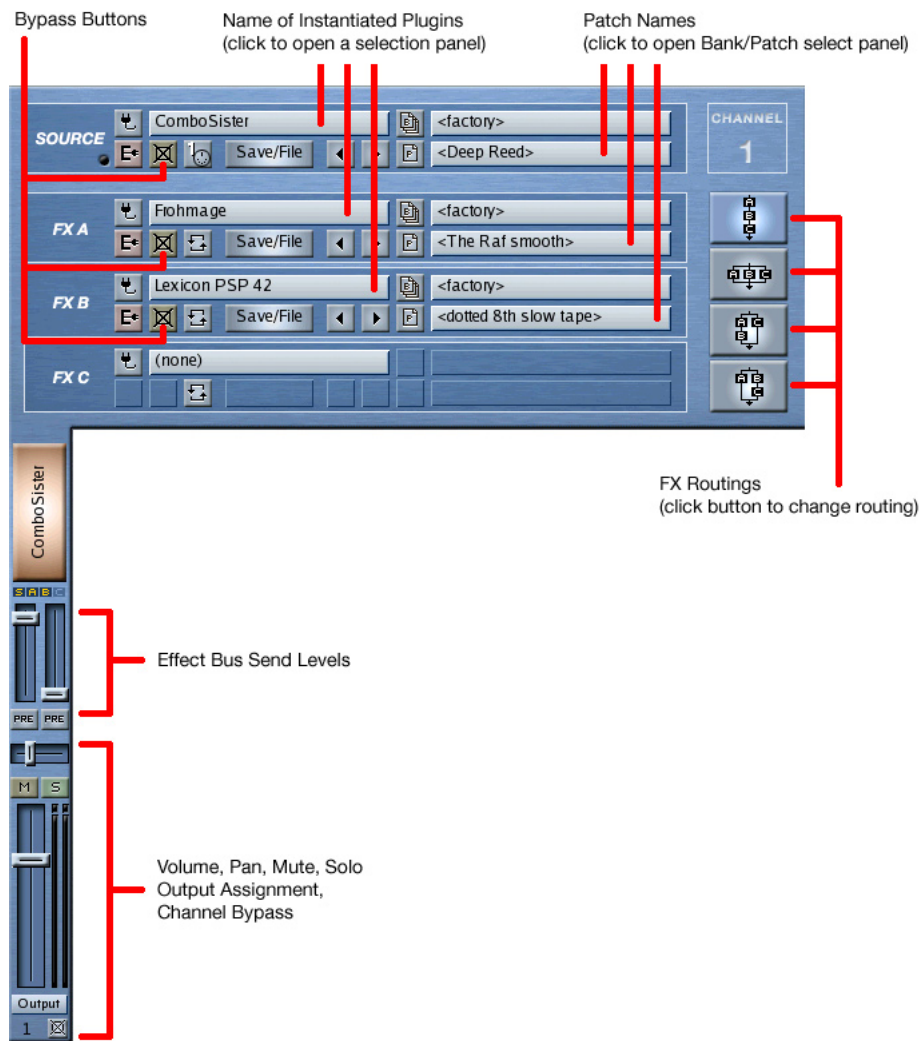 Bypass Buttons
Name of Instantiated Plugins
(click to open a selection panel)
Patch Names
(click to open Bank/Patch select panel)
SOURCE
ComboSister
<factory>
E
1
Save/File
P
<Deep Reed>
CHANNEL
1
FX A
Frohmage
<factory>
E
Save/File
P
<The Raf smooth>
FX B
Lexicon PSP 42
<factory>
E
Save/File
P
<dotted 8th slow tape>
FX C
(none)
A
B
C
A B C
A C
B
A B
C
FX Routings
(click button to change routing)
ComboSister
S A B C
Effect Bus Send Levels
PRE PRE
M S
Volume, Pan, Mute, Solo
Output Assignment,
Channel Bypass
Output
1